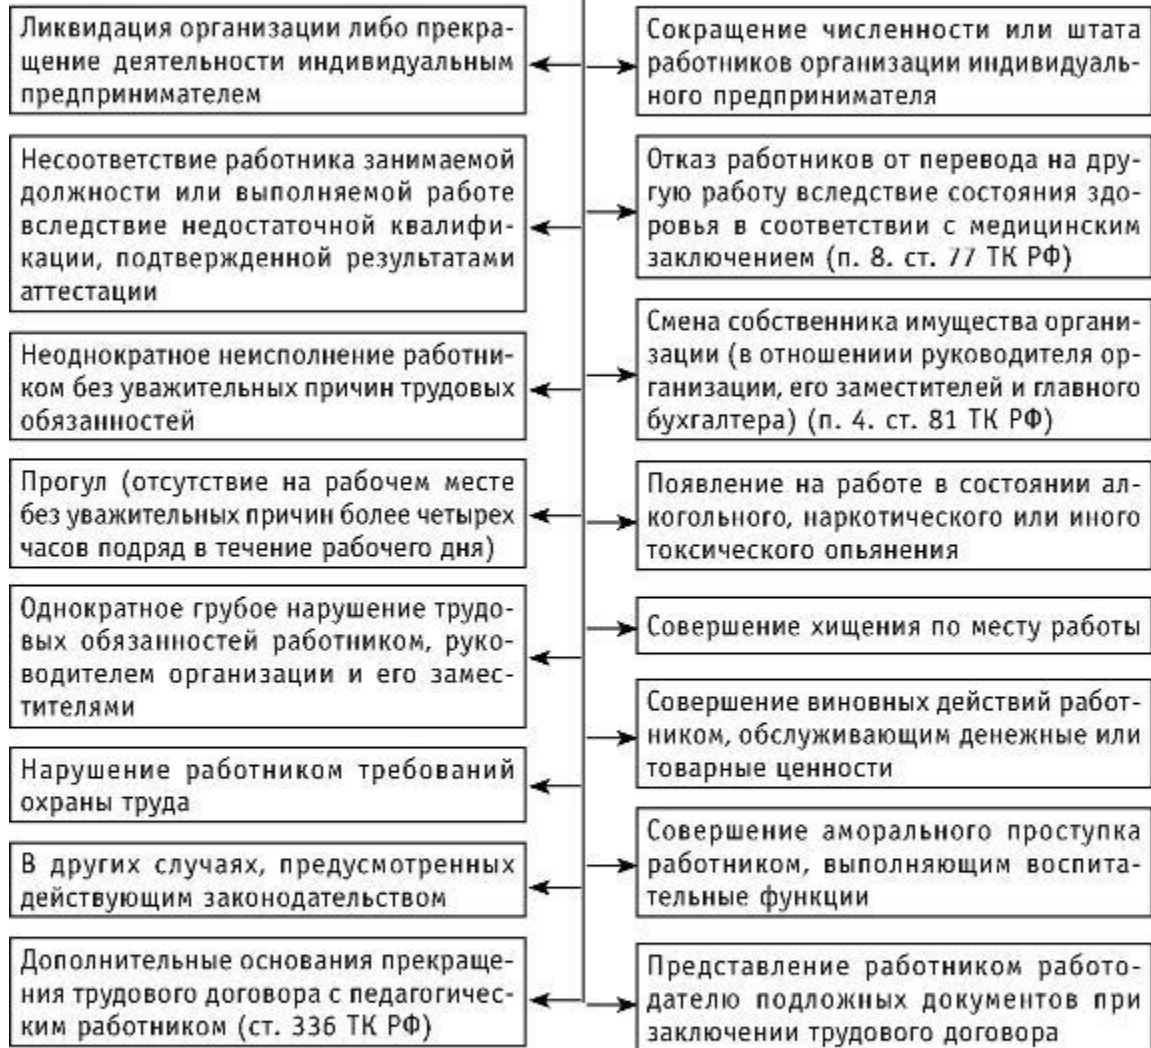 Ликвидация организации либо прекра-
щение деятельности индивидуальным
предпринимателем
Сокращение численности или штата
работников организации индивидуаль-
ного предпринимателя
Несоответствие работника занимаемой
должности или выполняемой работе
вследствие недостаточной квалифи-
кации, подтвержденной результатами
аттестации
Отказ работников от перевода на дру-
гую работу вследствие состояния здо-
ровья в соответствии с медицинским
заключением (п. 8. ст. 77 ТК РФ)
Неоднократное неисполнение работни-
ком без уважительных причин трудовых
обязанностей
Смена собственника имущества органи-
зации (в отношениии руководителя ор-
ганизации, его заместителей и главного
бухгалтера) (п. 4. ст. 81 ТК РФ)
Прогул (отсутствие на рабочем месте
без уважительных причин более четырех
часов подряд в течение рабочего дня)
Появление на работе в состоянии ал-
когольного, наркотического или иного
токсического опьянения
Однократное грубое нарушение трудо-
вых обязанностей работником, руко-
водителем организации и его замес-
тителями
Совершение хищения по месту работы
Совершение виновных действий работ-
ником, обслуживающим денежные или
товарные ценности
Нарушение работником требований
охраны труда
Совершение аморального проступка
работником, выполняющим воспита-
тельные функции
В других случаях, предусмотренных
действующим законодательством
Дополнительные основания прекраще-
ния трудового договора с педагогичес-
ким работником (ст. 336 ТК РФ)
Представление работником работо-
дателю подложных документов при
заключении трудового договора